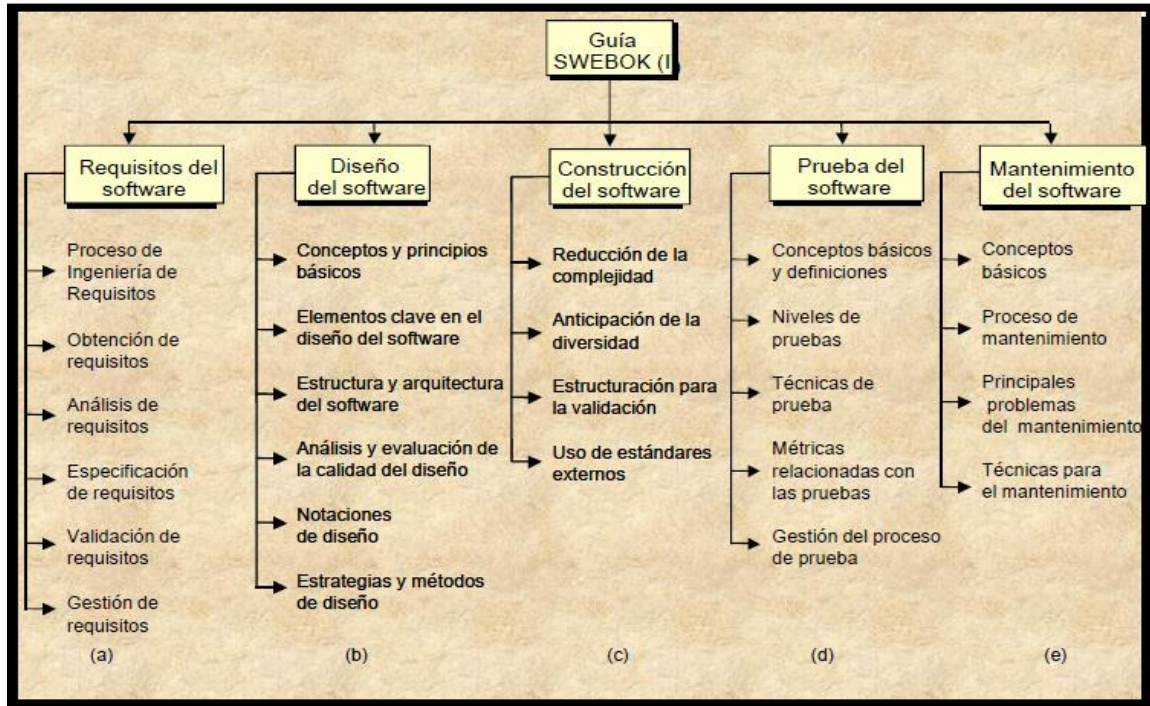 Guía
SWEBOK (I)
Requisitos del
software
Proceso de
Ingeniería de
Requisitos
Obtención de
requisitos
Análisis de
requisitos
Especificación
de requisitos
Validación de
requisitos
Gestión de
requisitos
(a)
Diseño
del software
Conceptos y principios
básicos
Elementos clave en el
diseño del software
Estructura y arquitectura
del software
Análisis y evaluación de
la calidad del diseño
Notaciones
de diseño
Estrategias y métodos
de diseño
(b)
Construcción
del software
Reducción de la
complejidad
Anticipación de la
diversidad
Estructuración para
la validación
Uso de estándares
externos
(c)
Prueba del
software
Conceptos básicos
y definiciones
Niveles de
pruebas
Técnicas de
prueba
Métricas
relacionadas con
las pruebas
Gestión del proceso
de prueba
(d)
Mantenimiento
del software
Conceptos
básicos
Proceso de
mantenimiento
Principales
problemas
del mantenimiento
Técnicas para
el mantenimiento
(e)